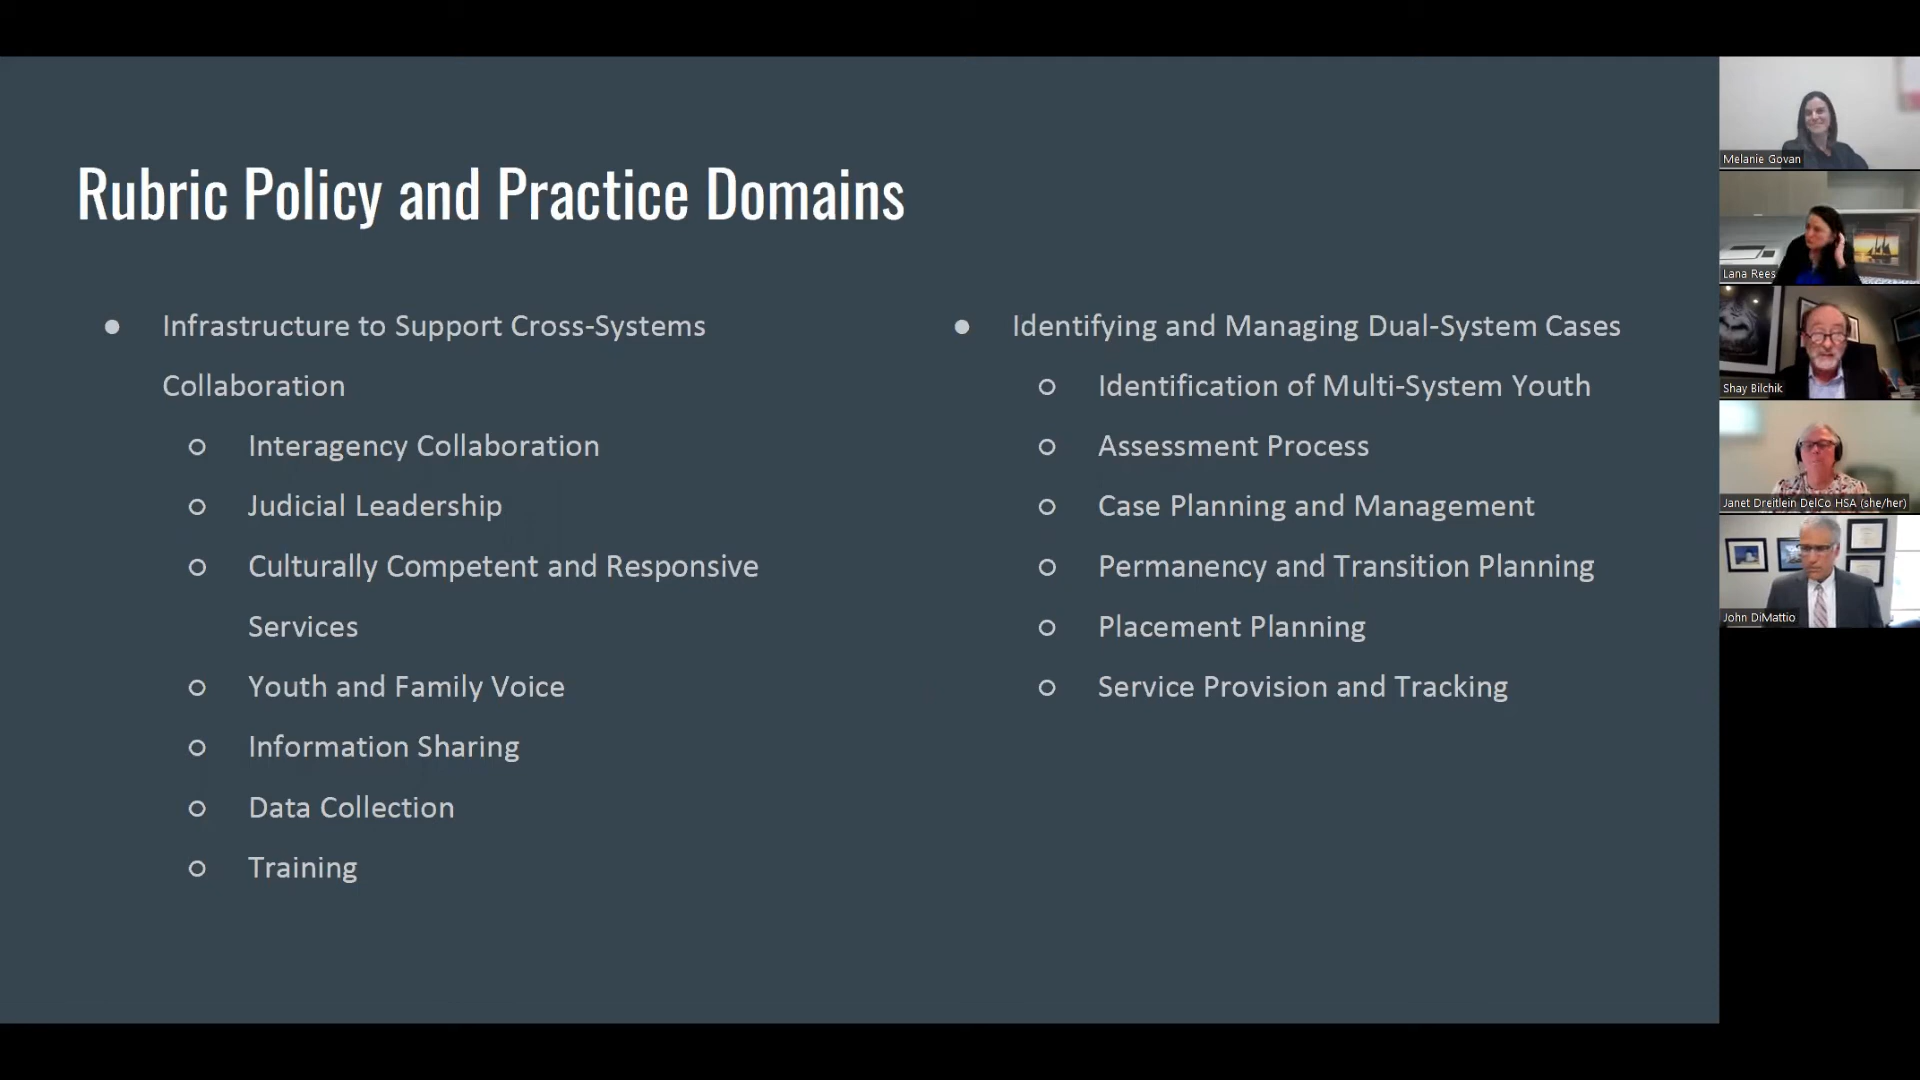 Rubric Policy and Practice Domains
Infrastructure to Support Cross-Systems
Collaboration
Interagency Collaboration
Judicial Leadership
Culturally Competent and Responsive
Services
Youth and Family Voice
Information Sharing
Data Collection
Training
Identifying and Managing Dual-System Cases
Identification of Multi-System Youth
Assessment Process
Case Planning and Management
Permanency and Transition Planning
Placement Planning
Service Provision and Tracking
Melanie Govan
Lana Rees
Shay Bilchik
Janet Dreitlein DelCo HSA (she/her)
John DiMattio